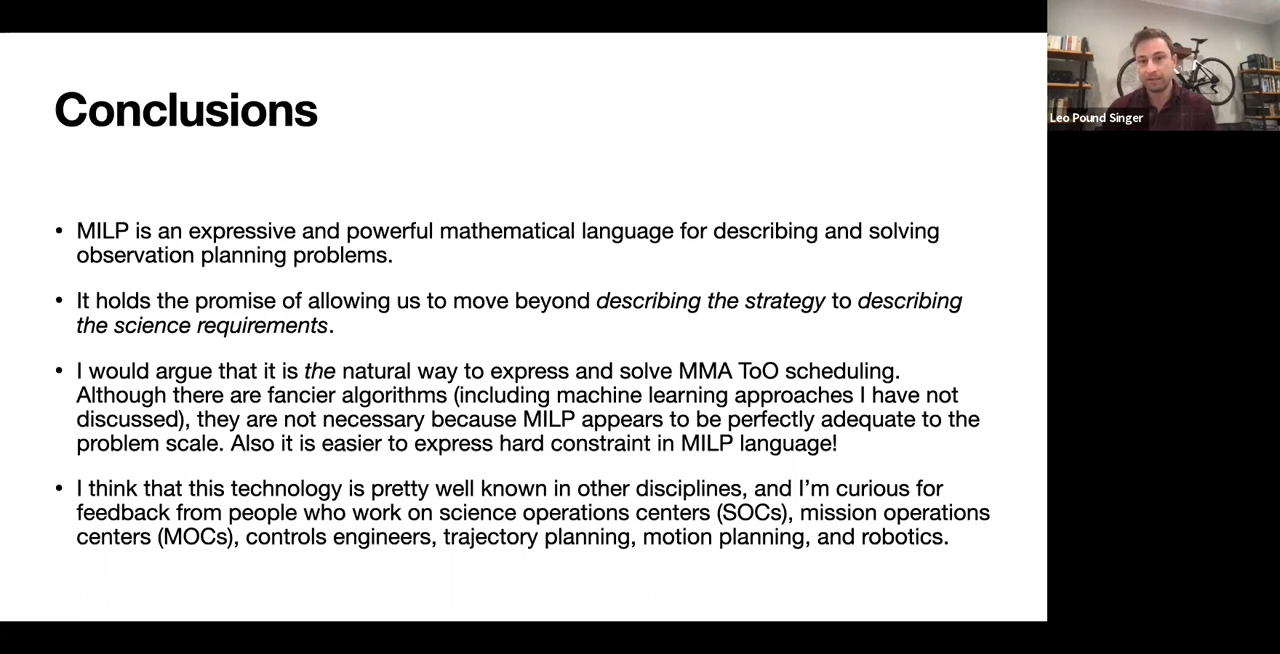 Conclusions
• MILP is an expressive and powerful mathematical language for describing and solving
observation planning problems.
• It holds the promise of allowing us to move beyond describing the strategy to describing
the science requirements.
• I would argue that it is the natural way to express and solve MMA ToO scheduling.
Although there are fancier algorithms (including machine learning approaches I have not
discussed), they are not necessary because MILP appears to be perfectly adequate to the
problem scale. Also it is easier to express hard constraint in MILP language!
• I think that this technology is pretty well known in other disciplines, and I’m curious for
feedback from people who work on science operations centers (SOCs), mission operations
centers (MOCs), controls engineers, trajectory planning, motion planning, and robotics.
Leo Pound Singer